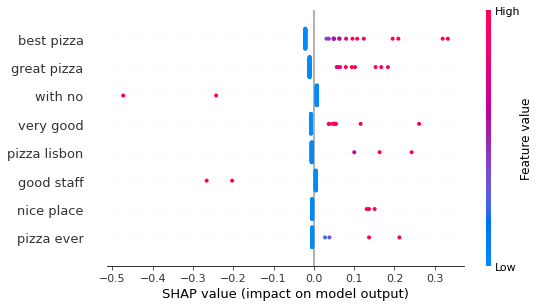 High
best pizza
great pizza
with no
very good
pizza lisbon
good staff
nice place
pizza ever
Feature value
Low
−0.5 −0.4 −0.3 −0.2 −0.1 0.0 0.1 0.2 0.3
SHAP value (impact on model output)